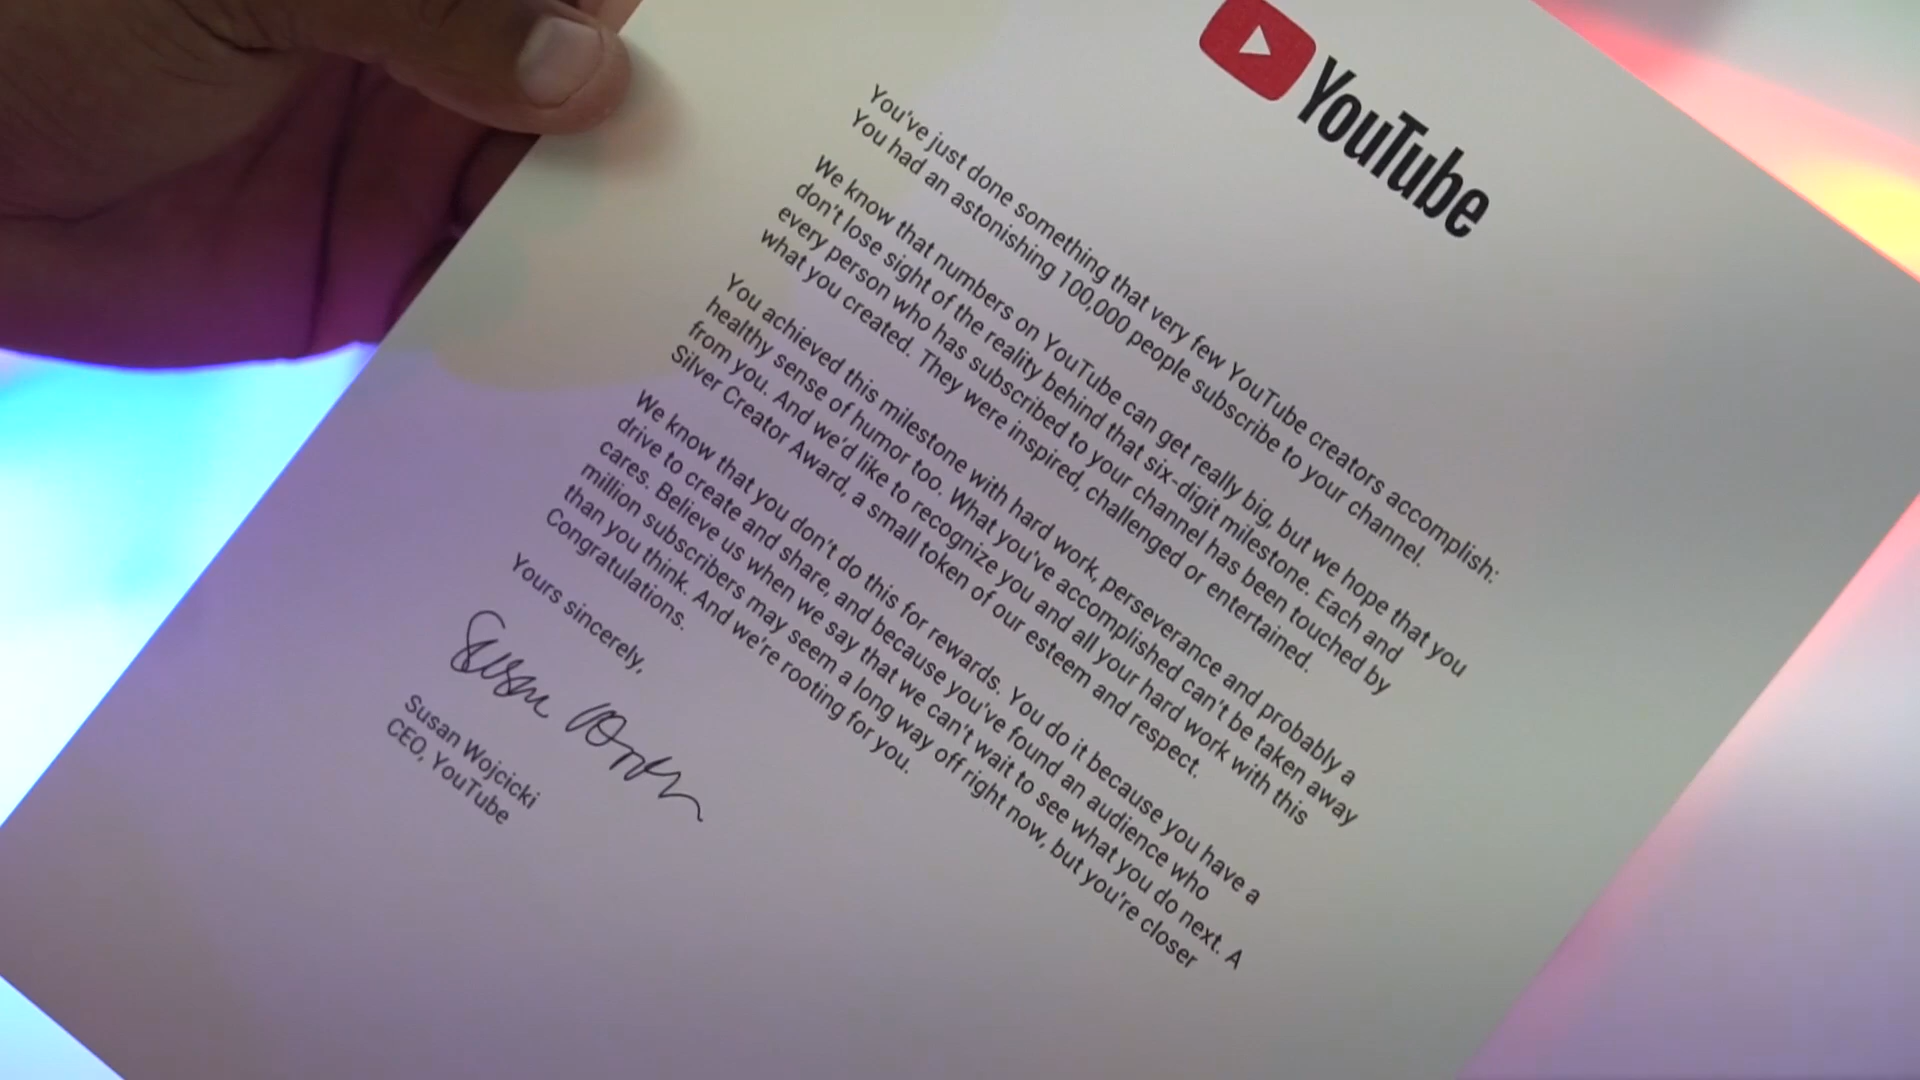 YouTube
You've just done something that very few YouTube creators accomplish:
You had an astonishing 100,000 people subscribe to your channel.
We know that numbers on YouTube can get really big, but we hope that you
don't lose sight of the reality behind that six-digit milestone. Each and
every person who has subscribed to your channel has been touched by
what you created. They were inspired, challenged or entertained.
You achieved this milestone with hard work, perseverance and probably a
healthy sense of humor too. What you've accomplished can't be taken away
from you. And we'd like to recognize you and all your hard work with this
Silver Creator Award, a small token of our esteem and respect.
We know that you don't do this for rewards. You do it because you have a
drive to create and share, and because you've found an audience who
cares. Believe us when we say that we can't wait to see what you do next. A
million subscribers may seem a long way off right now, but you're closer
than you think. And we're rooting for you.
Congratulations.
Yours sincerely,
Susan Wojcicki
CEO, YouTube